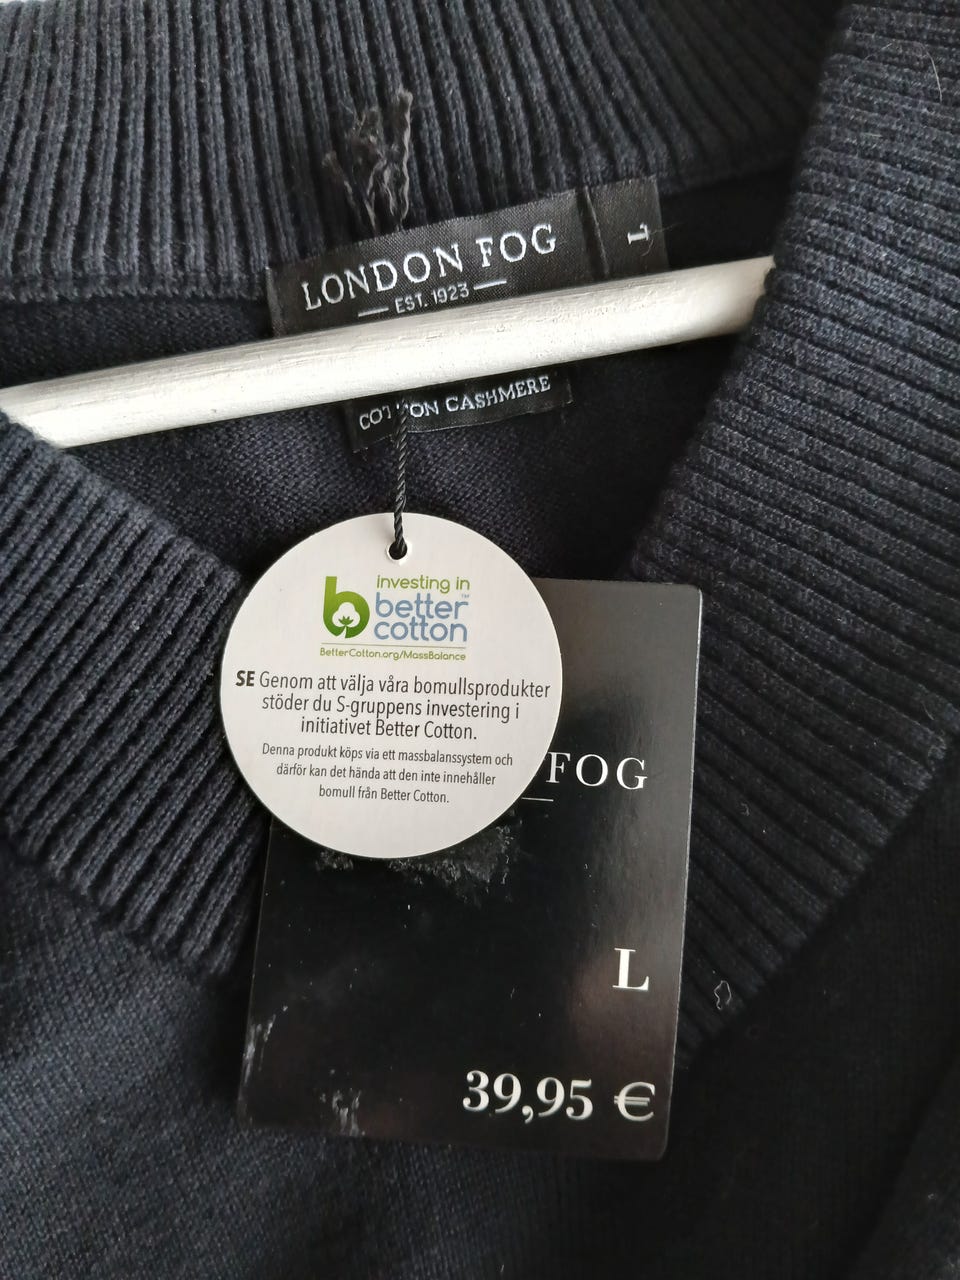 LONDON FOG
EST. 1923
L
COTTON CASHMERE
investing in
better™
cotton
BetterCotton.org/MassBalance
SE Genom att välja våra bomullsprodukter
stöder du S-gruppens investering i
initiativet Better Cotton.
Denna produkt köps via ett massbalanssystem och
därför kan det hända att den inte innehåller
bomull från Better Cotton.
FOG
L
39,95 €